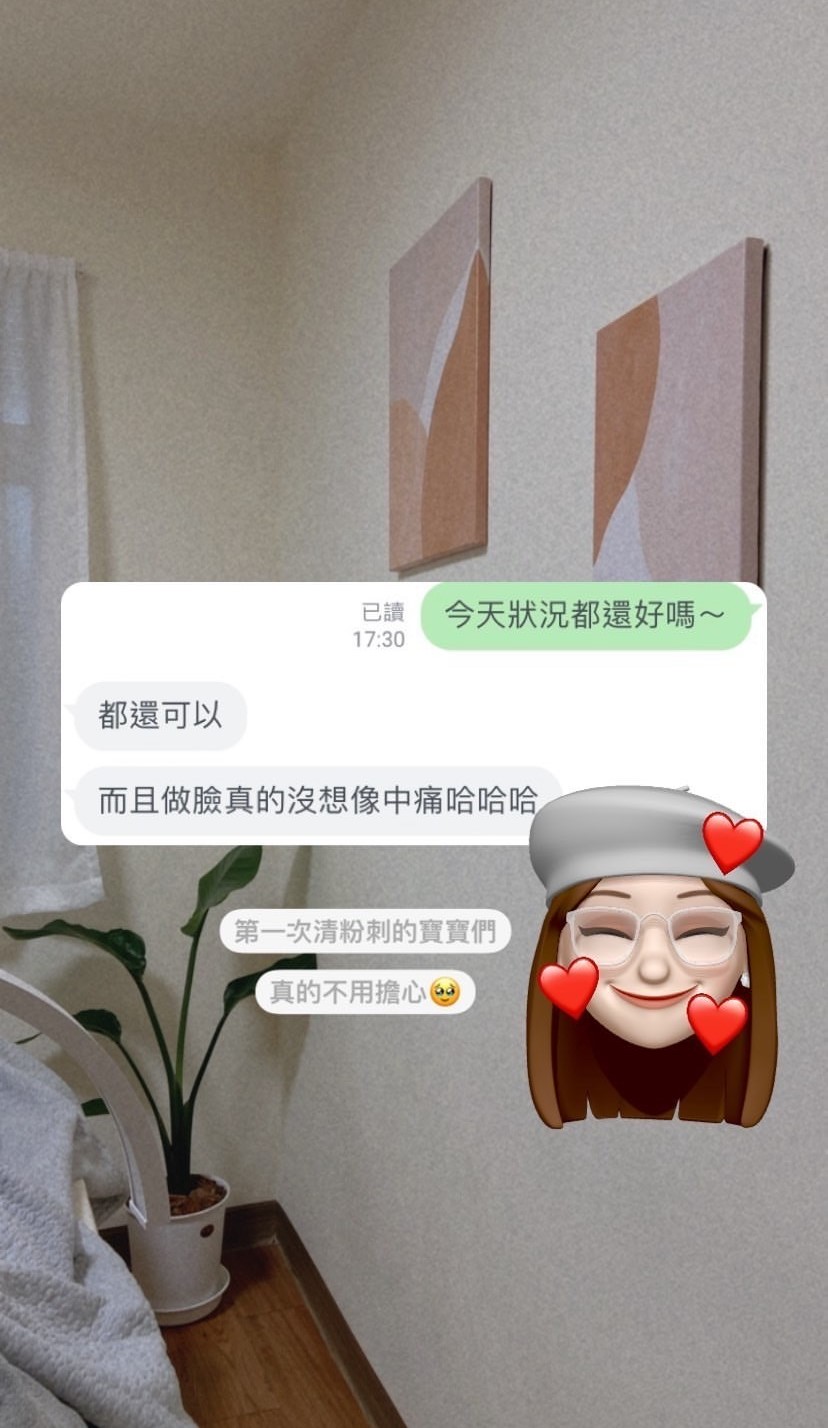 今天狀況都還好嗎～
已讀
17:30
都還可以
而且做臉真的沒想像中痛哈哈哈
第一次清粉刺的寶寶們
真的不用擔心🥹